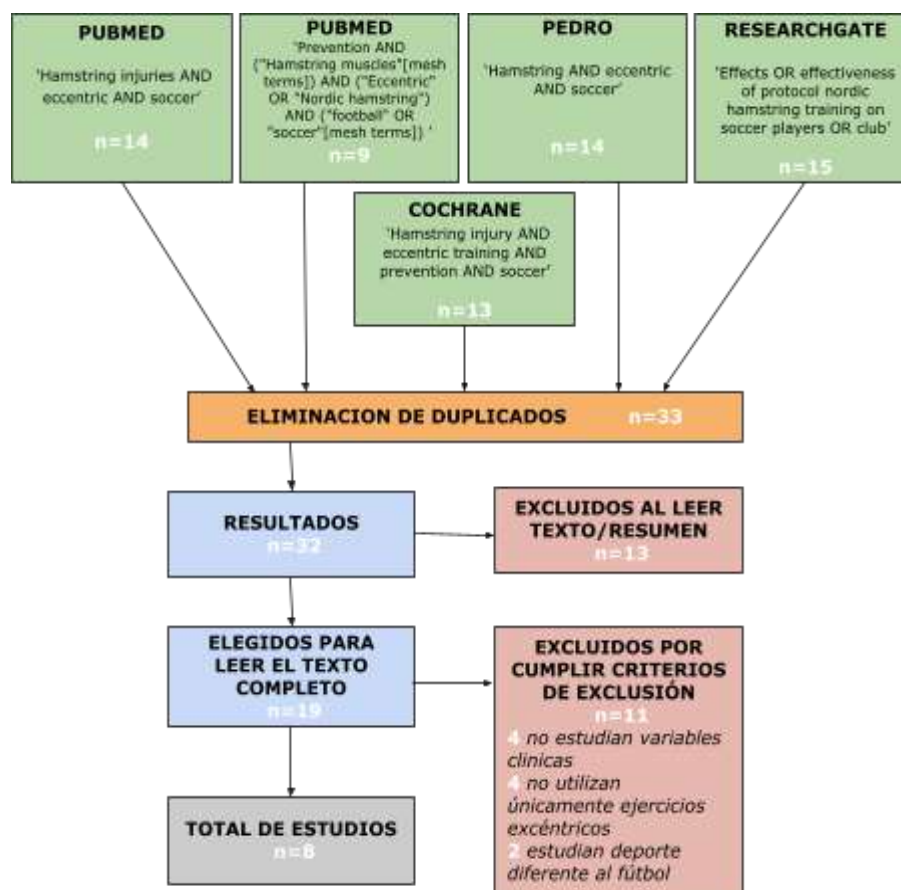 PUBMED
'Hamstring injuries AND
eccentric AND soccer'
n=14
PUBMED
'Prevention AND
("Hamstring muscles"[mesh
terms]) AND ("Eccentric"
OR "Nordic hamstring")
AND ("football" OR
"soccer"[mesh terms]) '
n=9
PEDRO
'Hamstring AND eccentric
AND soccer'
n=14
RESEARCHGATE
'Effects OR effectiveness
of protocol nordic
hamstring training on
soccer players OR club'
n=15
COCHRANE
'Hamstring injury AND
eccentric training AND
prevention AND soccer'
n=13
ELIMINACION DE DUPLICADOS n=33
RESULTADOS
n=32
EXCLUIDOS AL LEER
TEXTO/RESUMEN
n=13
ELEGIDOS PARA
LEER EL TEXTO
COMPLETO
n=19
EXCLUIDOS POR
CUMPLIR CRITERIOS
DE EXCLUSIÓN
n=11
4 no estudian variables
clinicas
4 no utilizan
únicamente ejercicios
excéntricos
2 estudian deporte
diferente al fútbol
TOTAL DE ESTUDIOS
n=8